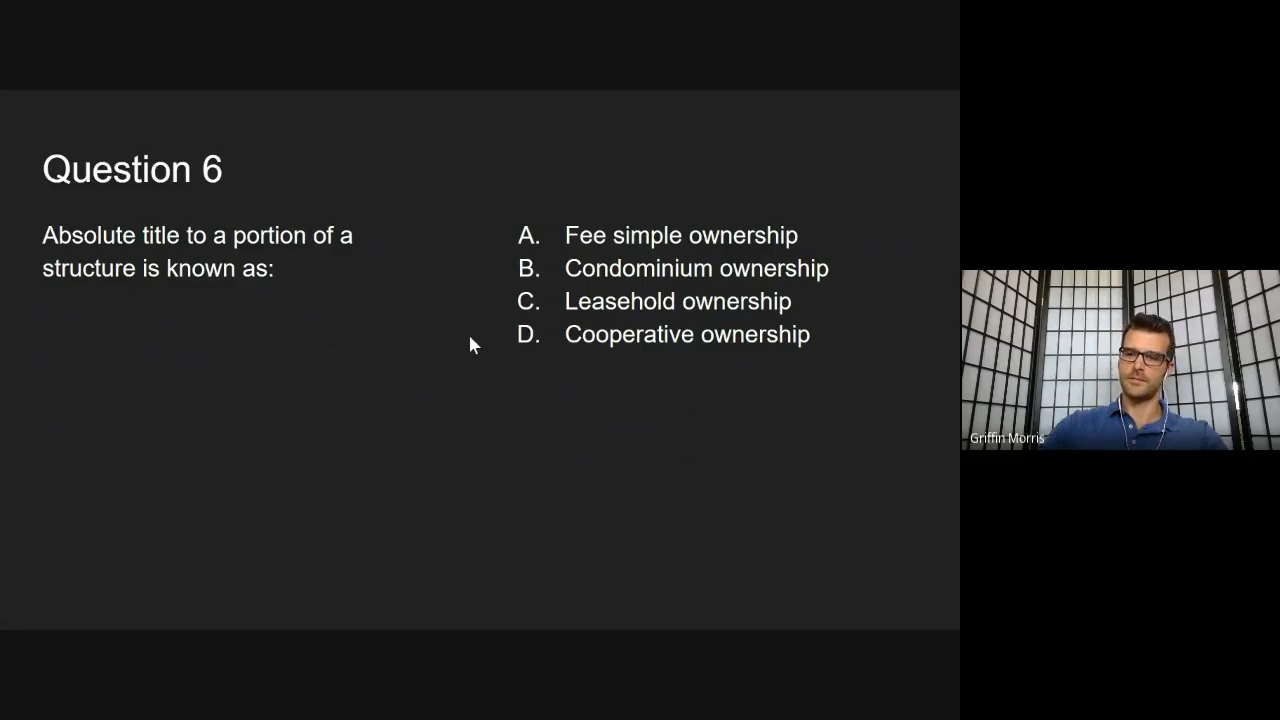 Question 6
Absolute title to a portion of a
structure is known as:
A. Fee simple ownership
B. Condominium ownership
C. Leasehold ownership
D. Cooperative ownership
Griffin Morris